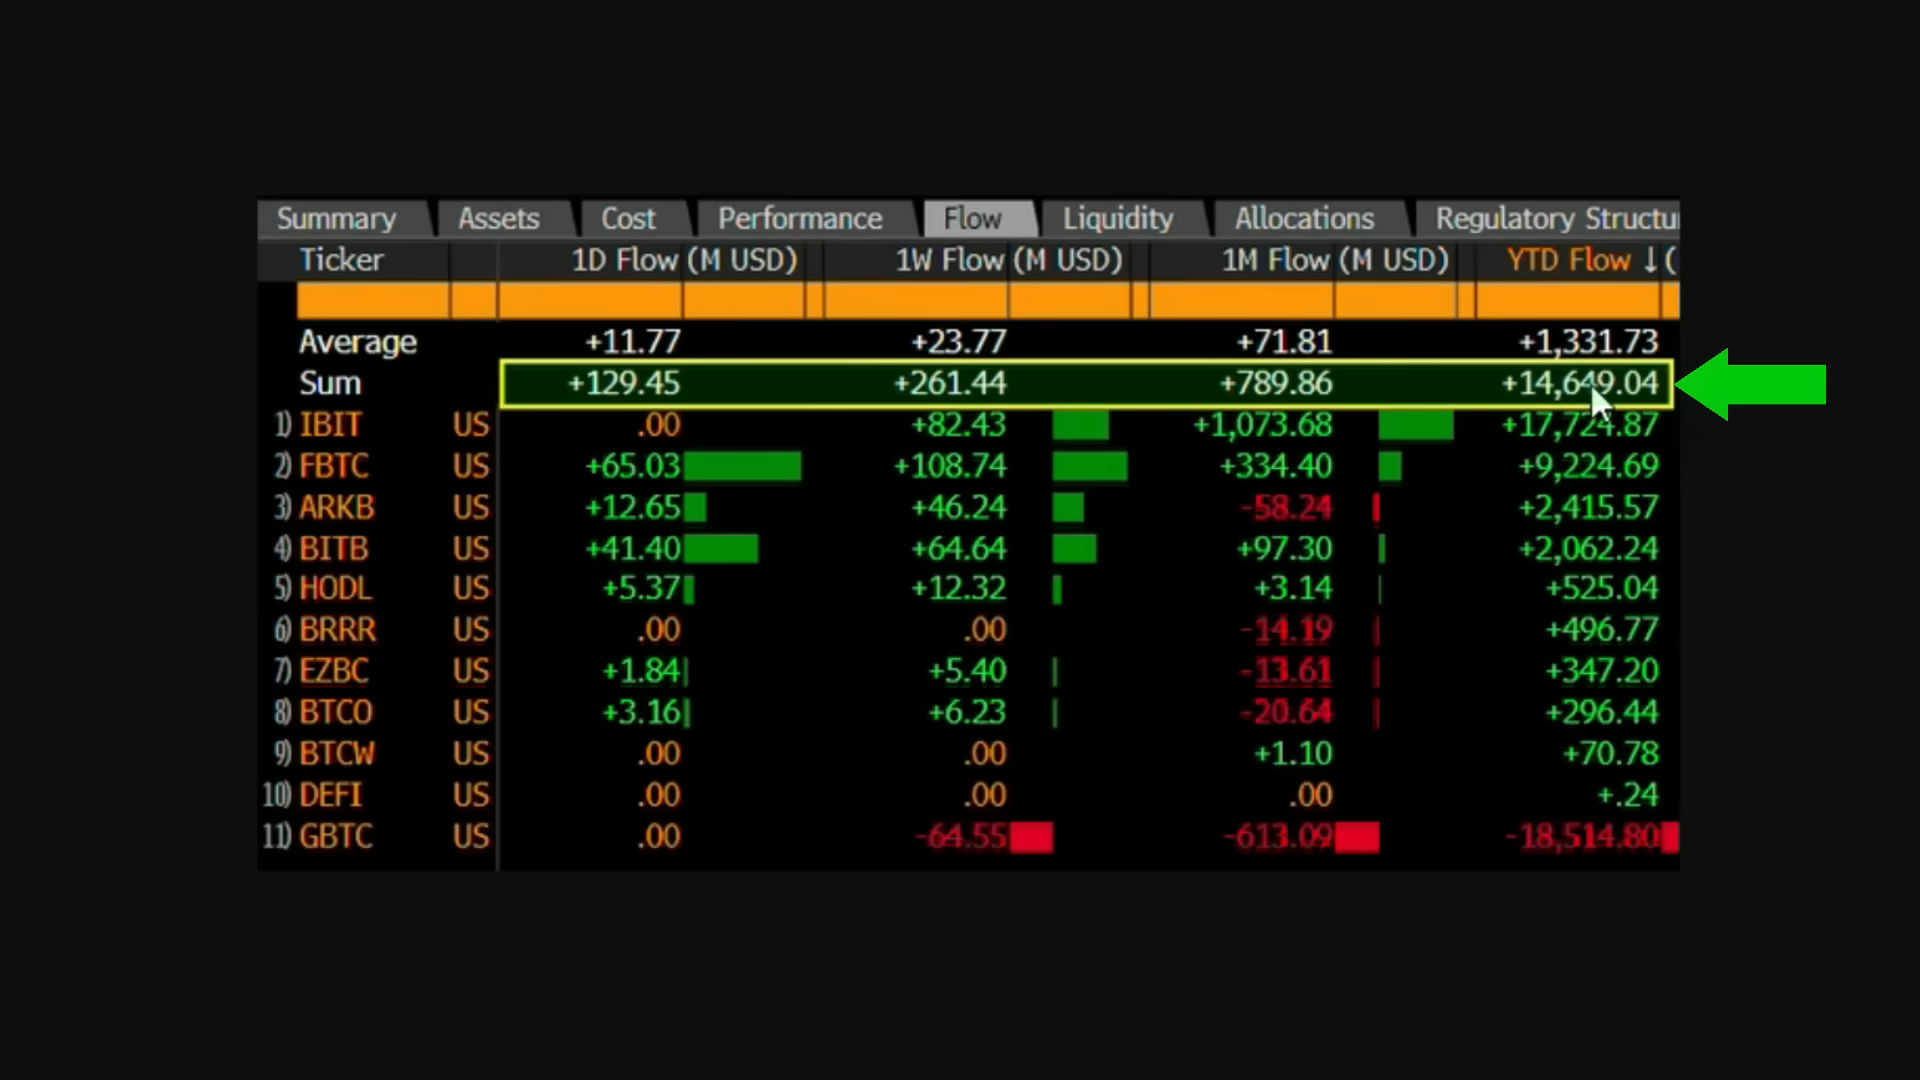 Summary Assets Cost Performance Flow Liquidity Allocations Regulatory Structu
Ticker 1D Flow (M USD) 1W Flow (M USD) 1M Flow (M USD) YTD Flow ↓ (
Average +11.77 +23.77 +71.81 +1,331.73
Sum +129.45 +261.44 +789.86 +14,649.04
1) IBIT US .00 +82.43 +1,073.68 +17,724.87
2) FBTC US +65.03 +108.74 +334.40 +9,224.69
3) ARKB US +12.65 +46.24 -58.24 +2,415.57
4) BITB US +41.40 +64.64 +97.30 +2,062.24
5) HODL US +5.37 +12.32 +3.14 +525.04
6) BRRR US .00 .00 -14.19 +496.77
7) EZBC US +1.84 +5.40 -13.61 +347.20
8) BTCO US +3.16 +6.23 -20.64 +296.44
9) BTCW US .00 .00 +1.10 +70.78
10) DEFI US .00 .00 .00 +.24
11) GBTC US .00 -64.55 -613.09 -18,514.80